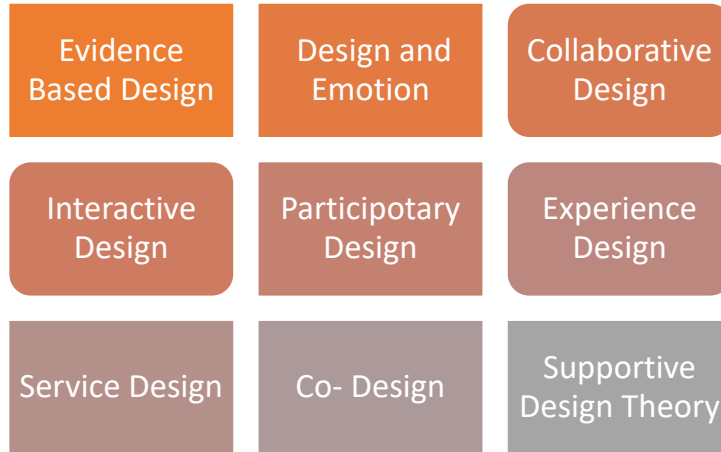 Evidence
Based Design
Design and
Emotion
Collaborative
Design
Interactive
Design
Participotary
Design
Experience
Design
Service Design
Co- Design
Supportive
Design Theory